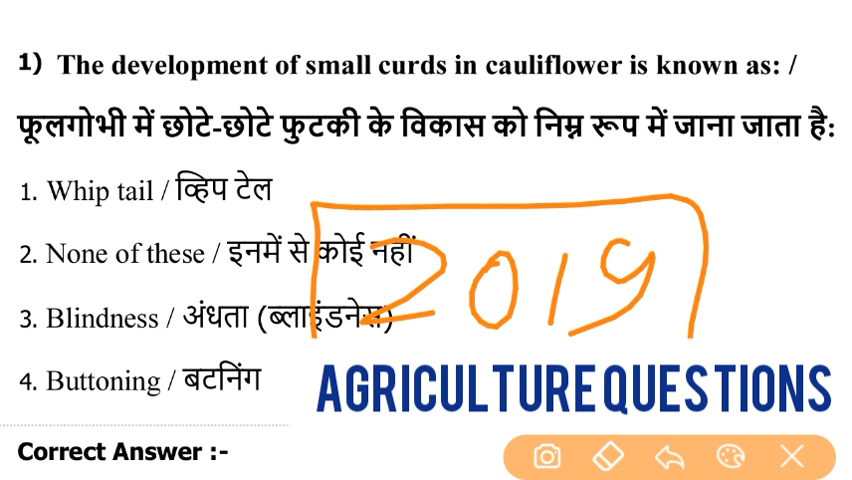 1) The development of small curds in cauliflower is known as: /
फूलगोभी में छोटे-छोटे फुटकी के विकास को निम्न रूप में जाना जाता है:
1. Whip tail / व्हिप टेल
2. None of these / इनमें से कोई नहीं
3. Blindness / अंधता (ब्लाइंडनेस)
2019
4. Buttoning / बटनिंग
AGRICULTURE QUESTIONS
Correct Answer :-